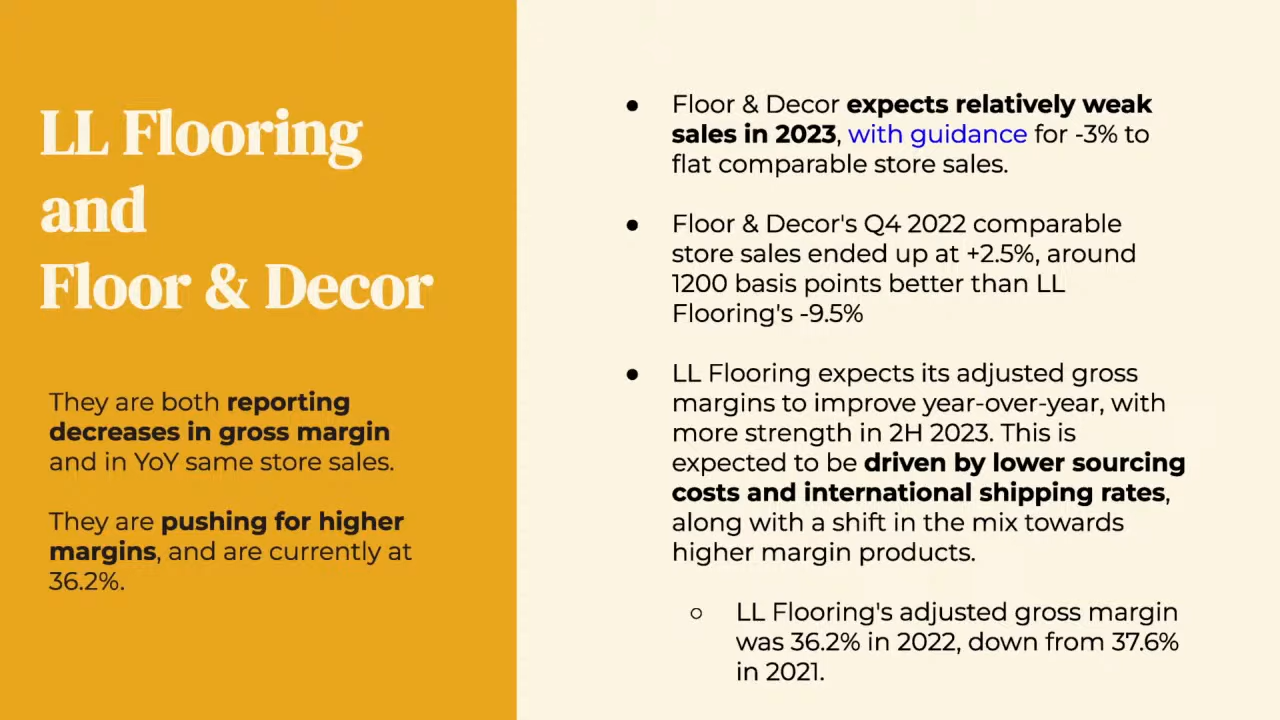 LL Flooring
and
Floor & Decor
They are both reporting
decreases in gross margin
and in YoY same store sales.
They are pushing for higher
margins, and are currently at
36.2%.
● Floor & Decor expects relatively weak
sales in 2023, with guidance for -3% to
flat comparable store sales.
● Floor & Decor's Q4 2022 comparable
store sales ended up at +2.5%, around
1200 basis points better than LL
Flooring's -9.5%
● LL Flooring expects its adjusted gross
margins to improve year-over-year, with
more strength in 2H 2023. This is
expected to be driven by lower sourcing
costs and international shipping rates,
along with a shift in the mix towards
higher margin products.
○ LL Flooring's adjusted gross margin
was 36.2% in 2022, down from 37.6%
in 2021.